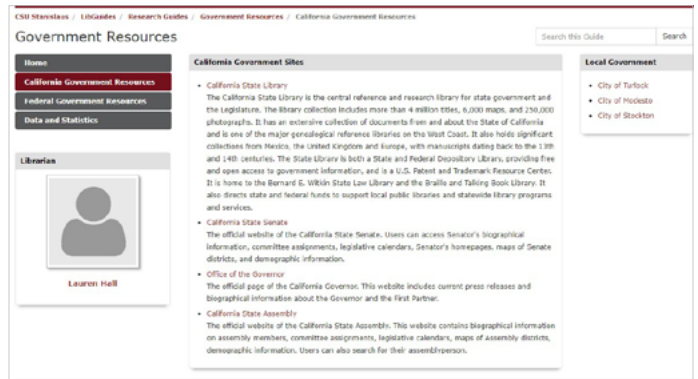 CSU Stanislaus / LibGuides / Research Guides / Government Resources / California Government Resources
Government Resources
Search this Guide
Search
Home
California Government Resources
Federal Government Resources
Data and Statistics
Librarian
Lauren Hall
California Government Sites
California State Library
The California State Library is the central reference and research library for state government and
the Legislature. The library collection includes more than 4 million titles, 6,000 maps, and 250,000
photographs. It has an extensive collection of documents from and about the State of California
and is one of the major genealogical reference libraries on the West Coast. It also holds significant
collections from Mexico, the United Kingdom and Europe, with manuscripts dating back to the 13th
and 14th centuries. The State Library is both a State and Federal Depository Library, providing free
and open access to government information, and is a U.S. Patent and Trademark Resource Center.
It is home to the Bernard E. Witkin State Law Library and the Braille and Talking Book Library. It
also directs state and federal funds to support local public libraries and statewide library programs
and services.
California State Senate
The official website of the California State Senate. Users can access Senator's biographical
information, committee assignments, legislative calendars, Senator's homepages, maps of Senate
districts, and demographic information.
Office of the Governor
The official page of the California Governor. This website includes current press releases and
biographical information about the Governor and the First Partner.
California State Assembly
The official website of the California State Assembly. This website contains biographical information
on assembly members, committee assignments, legislative calendars, maps of Assembly districts,
demographic information. Users can also search for their assemblyperson.
Local Government
City of Turlock
City of Modesto
City of Stockton